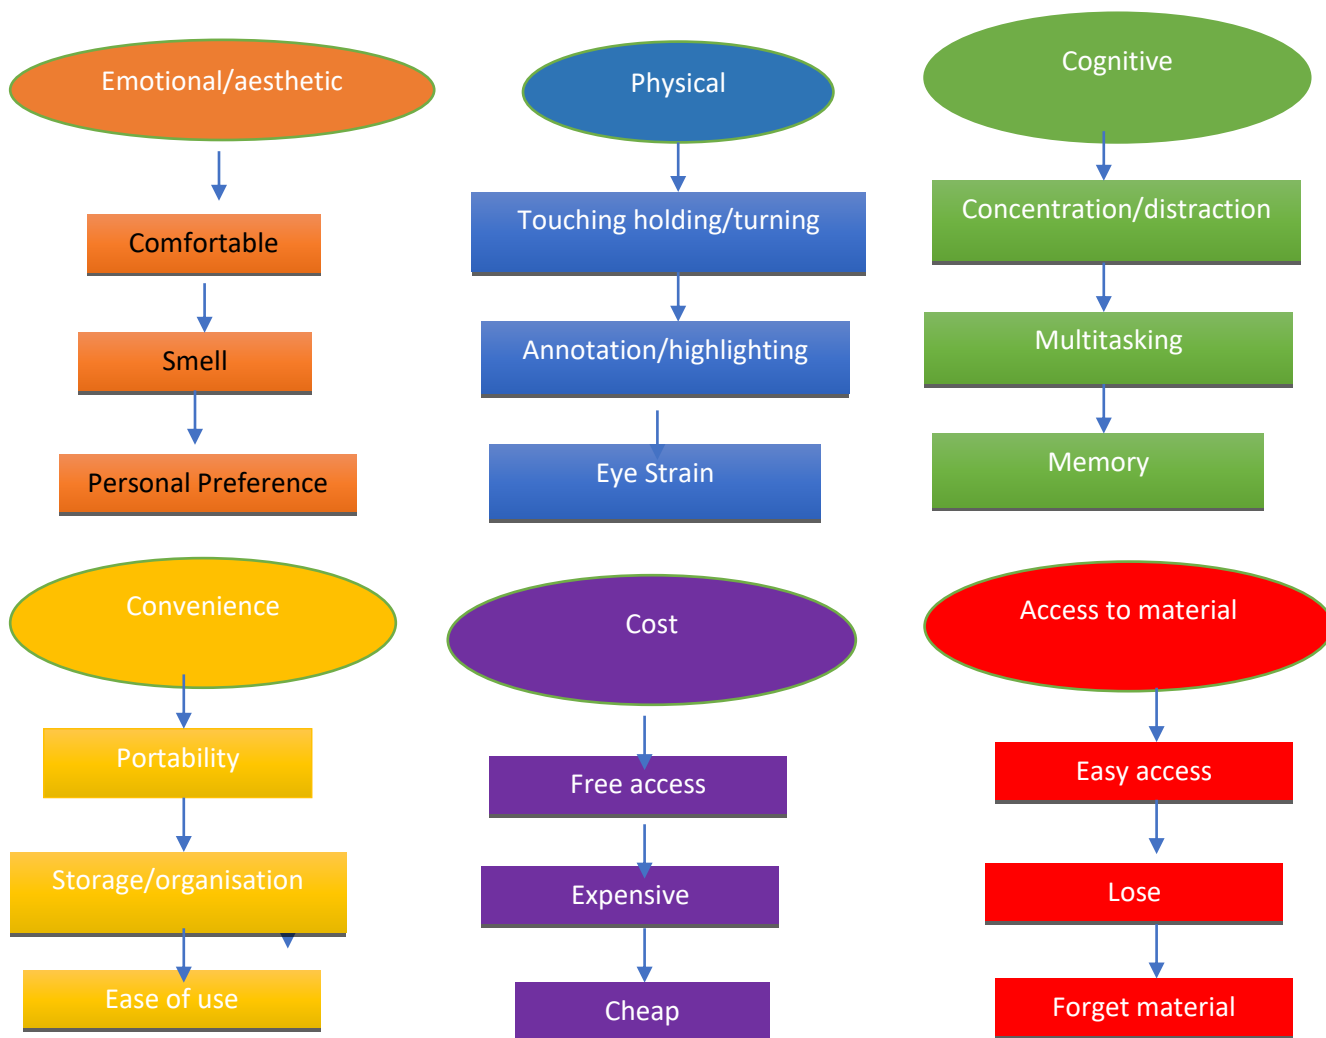 Emotional/aesthetic
Comfortable
Smell
Personal Preference
Physical
Touching holding/turning
Annotation/highlighting
Eye Strain
Cognitive
Concentration/distraction
Multitasking
Memory
Convenience
Portability
Storage/organisation
Ease of use
Cost
Free access
Expensive
Cheap
Access to material
Easy access
Lose
Forget material